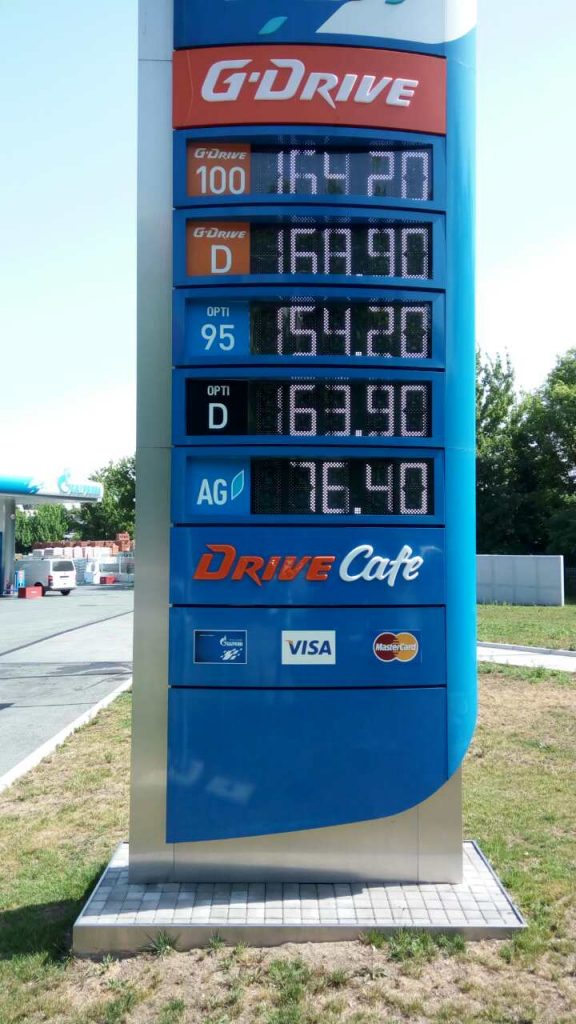 G-DRIVE
G-DRIVE
100
164.20
G-DRIVE
D
168.90
OPTI
95
154.20
OPTI
D
163.90
AG
76.40
DRIVE Café
VISA
MasterCard